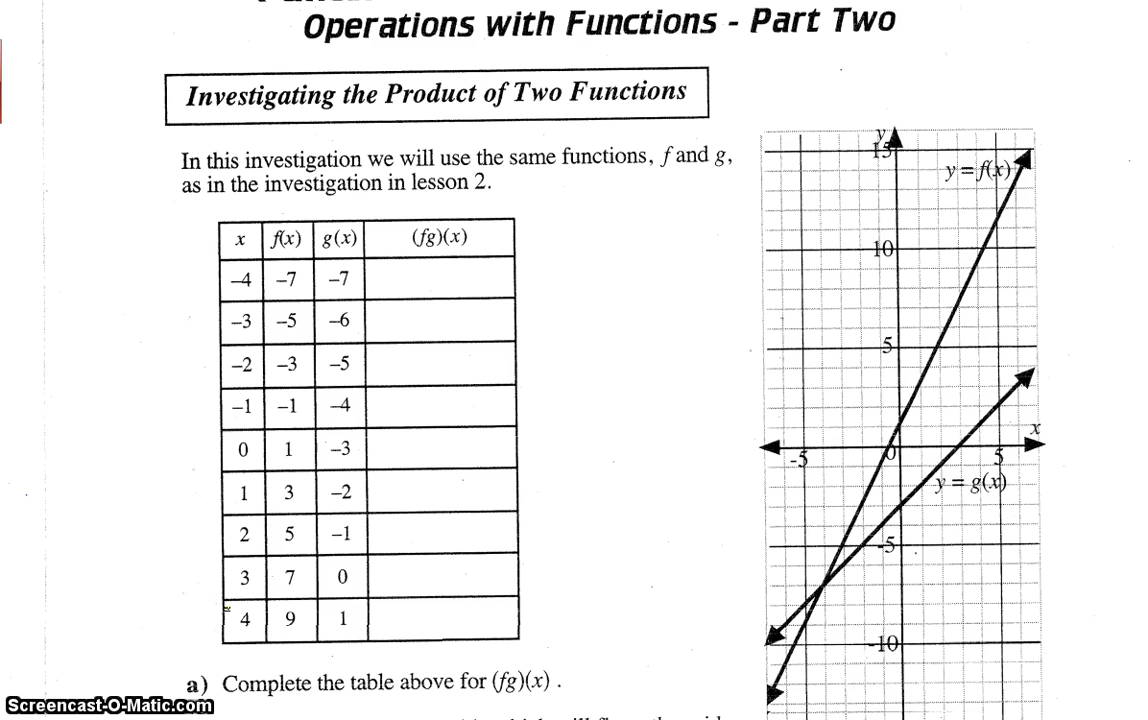 Operations with Functions - Part Two
Investigating the Product of Two Functions
In this investigation we will use the same functions, f and g,
as in the investigation in lesson 2.
x f(x) g(x) (fg)(x)
–4 –7 –7
–3 –5 –6
–2 –3 –5
–1 –1 –4
0 1 –3
1 3 –2
2 5 –1
3 7 0
4 9 1
a) Complete the table above for (fg)(x) .
y
15
y = f(x)
10
5
x
-5 0 5
y = g(x)
-5
-10
Screencast-O-Matic.com